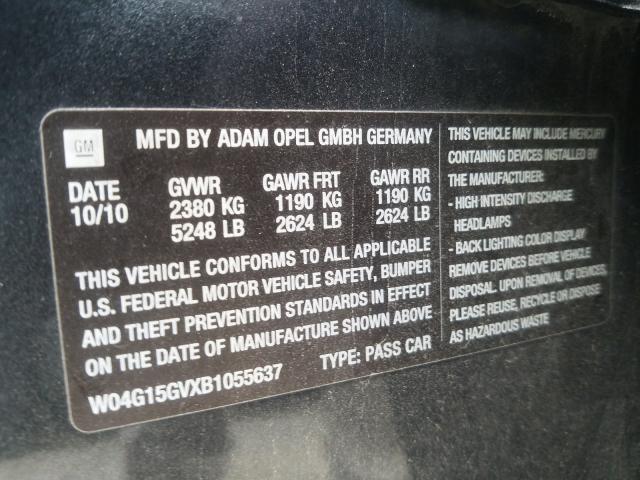 GM
MFD BY ADAM OPEL GMBH GERMANY
DATE GVWR GAWR FRT GAWR RR
10/10 2380 KG 1190 KG 1190 KG
5248 LB 2624 LB 2624 LB
THIS VEHICLE CONFORMS TO ALL APPLICABLE
U.S. FEDERAL MOTOR VEHICLE SAFETY, BUMPER
AND THEFT PREVENTION STANDARDS IN EFFECT
ON THE DATE OF MANUFACTURE SHOWN ABOVE
W04G15GVXB1055637 TYPE: PASS CAR
THIS VEHICLE MAY INCLUDE MERCURY
CONTAINING DEVICES INSTALLED BY
THE MANUFACTURER:
- HIGH INTENSITY DISCHARGE
HEADLAMPS
- BACK LIGHTING COLOR DISPLAY
REMOVE DEVICES BEFORE VEHICLE
DISPOSAL. UPON REMOVAL OF DEVICES,
PLEASE REUSE, RECYCLE OR DISPOSE
AS HAZARDOUS WASTE